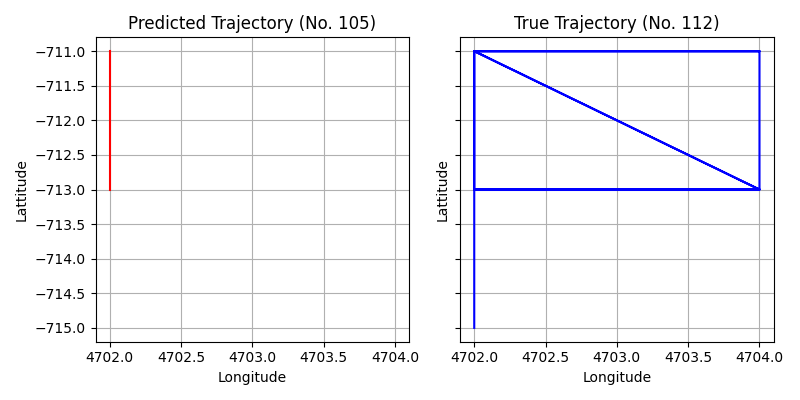 Predicted Trajectory (No. 105)
−711.0
−711.5
−712.0
−712.5
−713.0
−713.5
−714.0
−714.5
−715.0
Lattitude
4702.0 4702.5 4703.0 4703.5 4704.0
Longitude
True Trajectory (No. 112)
Lattitude
4702.0 4702.5 4703.0 4703.5 4704.0
Longitude